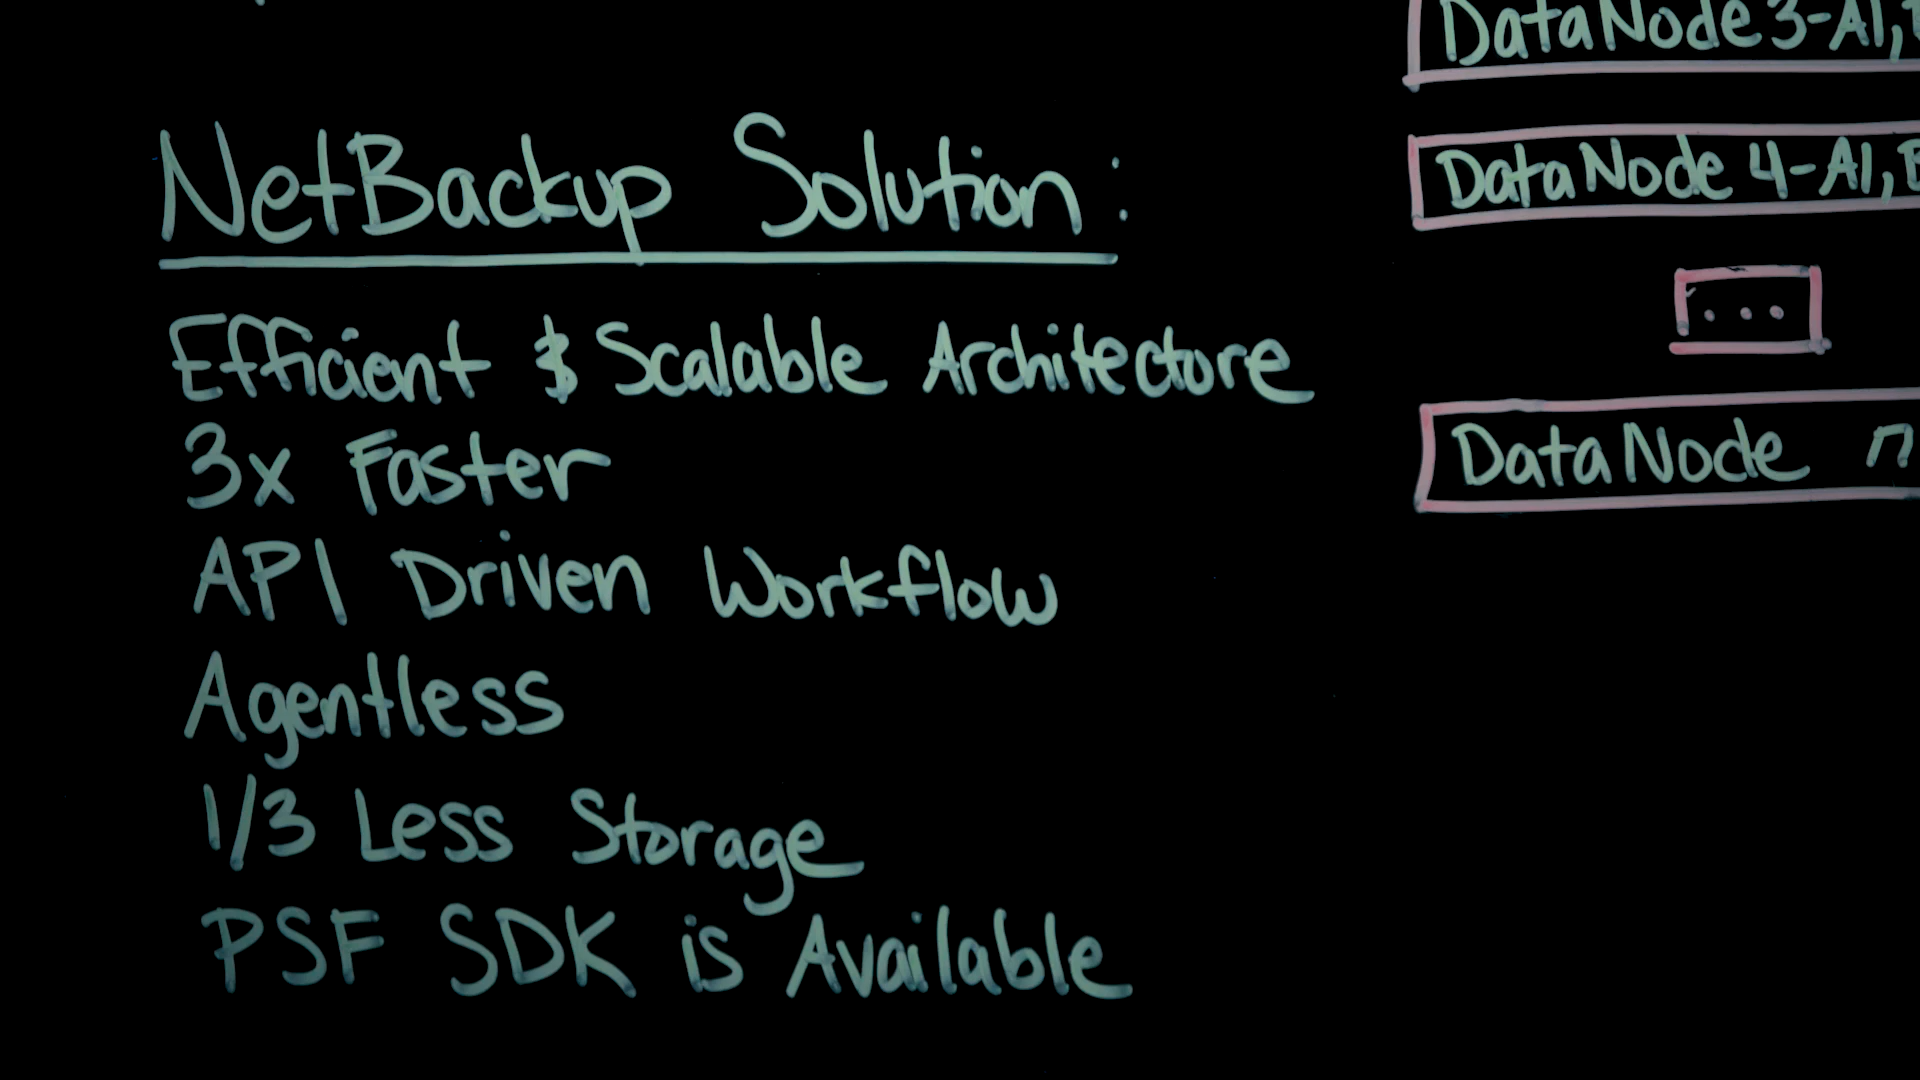 NetBackup Solution:
Efficient & Scalable Architecture
3x Faster
API Driven Workflow
Agentless
1/3 Less Storage
PSF SDK is Available
DataNode 3-A1,
DataNode 4-A1,
...
DataNode n